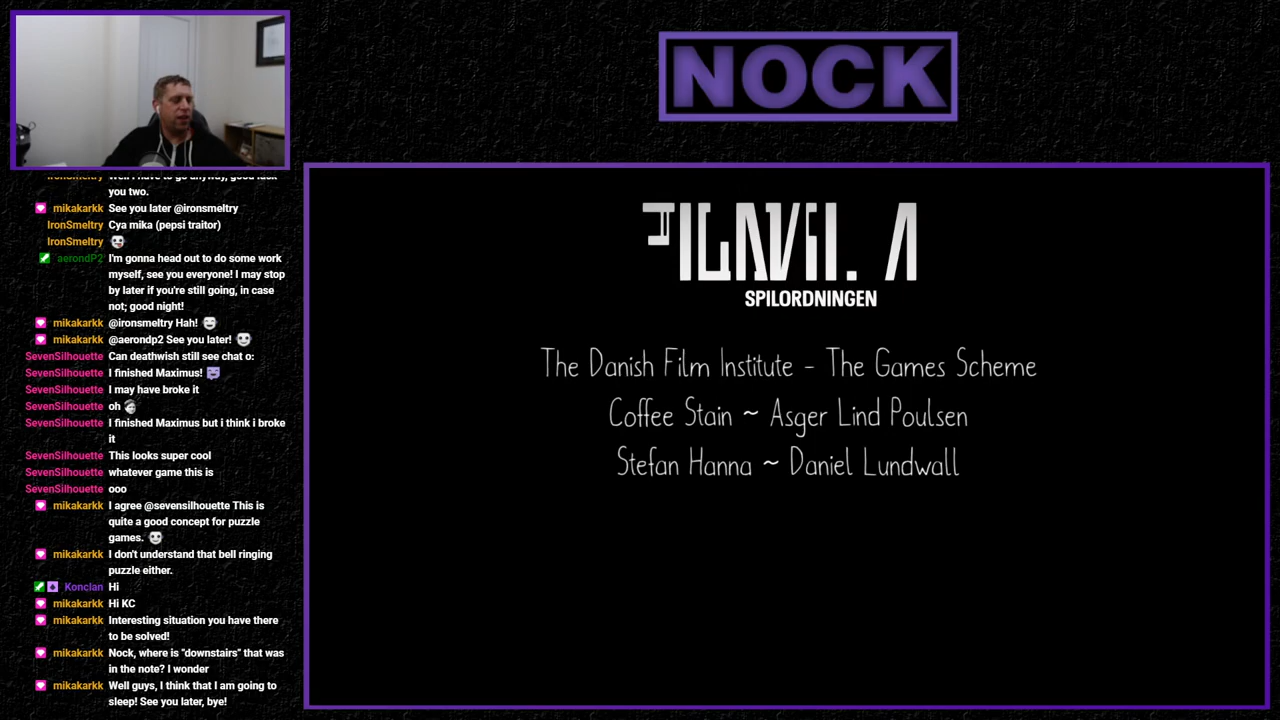 NOCK
IronSmeltry Well I have to go anyway, good luck
you two.
mikakarkk See you later @ironsmeltry
IronSmeltry Cya mika (pepsi traitor)
IronSmeltry
aerondP2 I'm gonna head out to do some work
myself, see you everyone! I may stop
by later if you're still going, in case
not; good night!
mikakarkk @ironsmeltry Hah!
mikakarkk @aerondp2 See you later!
SevenSilhouette Can deathwish still see chat o:
SevenSilhouette I finished Maximus!
SevenSilhouette I may have broke it
SevenSilhouette oh
SevenSilhouette I finished Maximus but i think i broke
it
SevenSilhouette This looks super cool
SevenSilhouette whatever game this is
SevenSilhouette ooo
mikakarkk I agree @sevensilhouette This is
quite a good concept for puzzle
games.
mikakarkk I don't understand that bell ringing
puzzle either.
Konclan Hi
mikakarkk Hi KC
mikakarkk Interesting situation you have there
to be solved!
mikakarkk Nock, where is "downstairs" that was
in the note? I wonder
mikakarkk Well guys, I think that I am going to
sleep! See you later, bye!
SPILORDNINGEN
The Danish Film Institute - The Games Scheme
Coffee Stain ~ Asger Lind Poulsen
Stefan Hanna ~ Daniel Lundwall